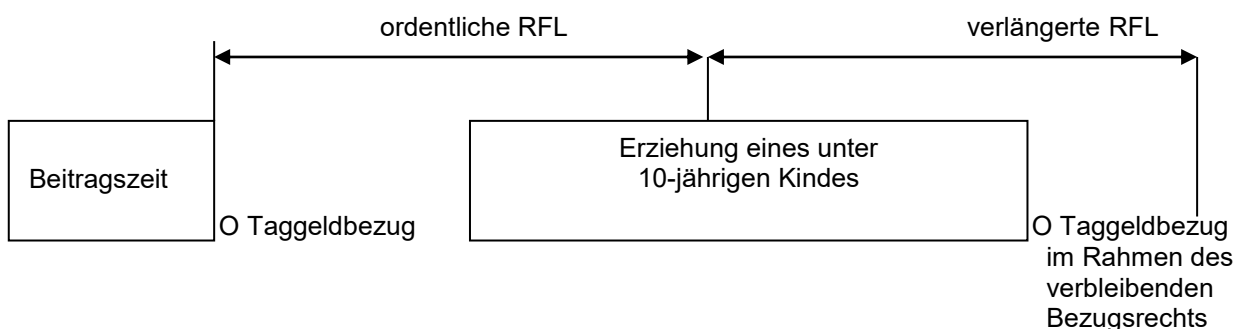 ordentliche RFL
verlängerte RFL
Beitragszeit
Erziehung eines unter
10-jährigen Kindes
O Taggeldbezug
O Taggeldbezug
im Rahmen des
verbleibenden
Bezugsrechts